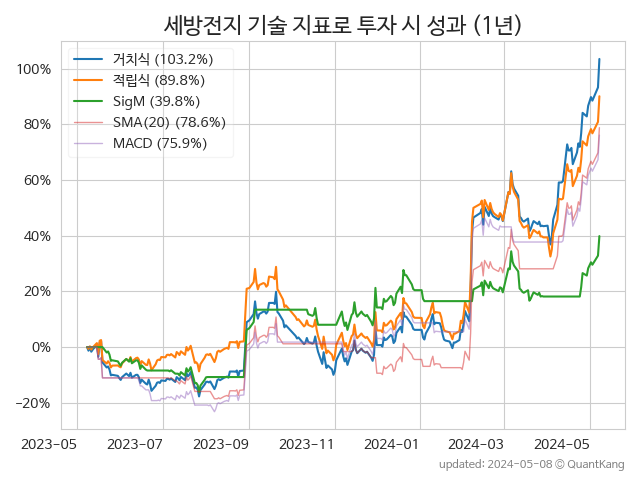 세방전지 기술 지표로 투자 시 성과 (1년)
거치식 (103.2%)
적립식 (89.8%)
SigM (39.8%)
SMA(20) (78.6%)
MACD (75.9%)
100%
80%
60%
40%
20%
0%
−20%
2023-05 2023-07 2023-09 2023-11 2024-01 2024-03 2024-05
updated: 2024-05-08 © QuantKang